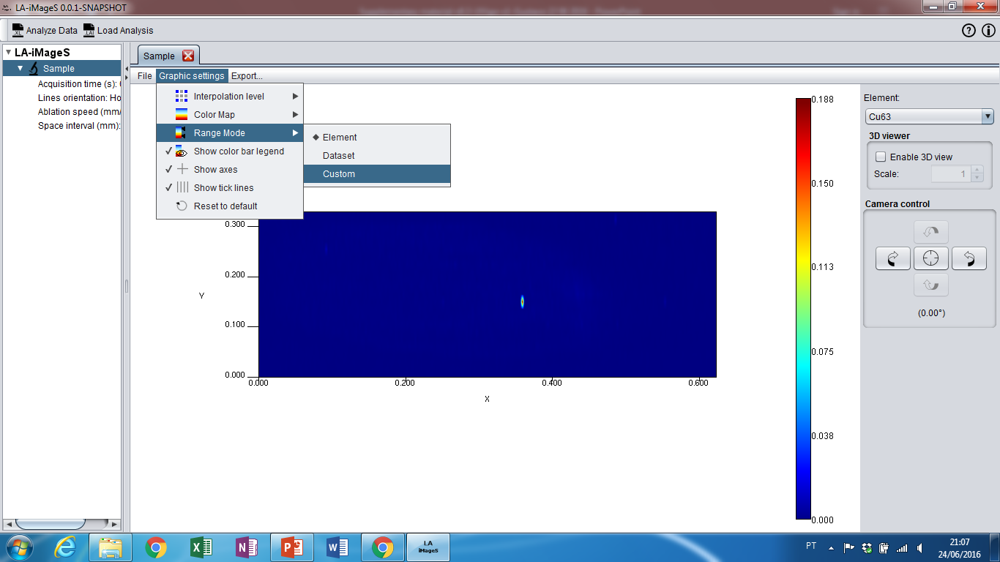 LA-iMageS 0.0.1-SNAPSHOT
Analyze Data Load Analysis
LA-iMageS
Sample
Acquisition time (s):
Lines orientation: Ho
Ablation speed (mm/
Space interval (mm):
Sample
File Graphic settings Export...
Interpolation level
Color Map
Range Mode
Show color bar legend
Show axes
Show tick lines
Reset to default
Element
Dataset
Custom
0.300
0.200
Y
0.100
0.000
0.000 0.200 0.400 0.600
X
0.188
0.150
0.113
0.075
0.038
0.000
Element:
Cu63
3D viewer
Enable 3D view
Scale: 1
Camera control
(0.00°)
LA
iMageS
PT
21:07
24/06/2016